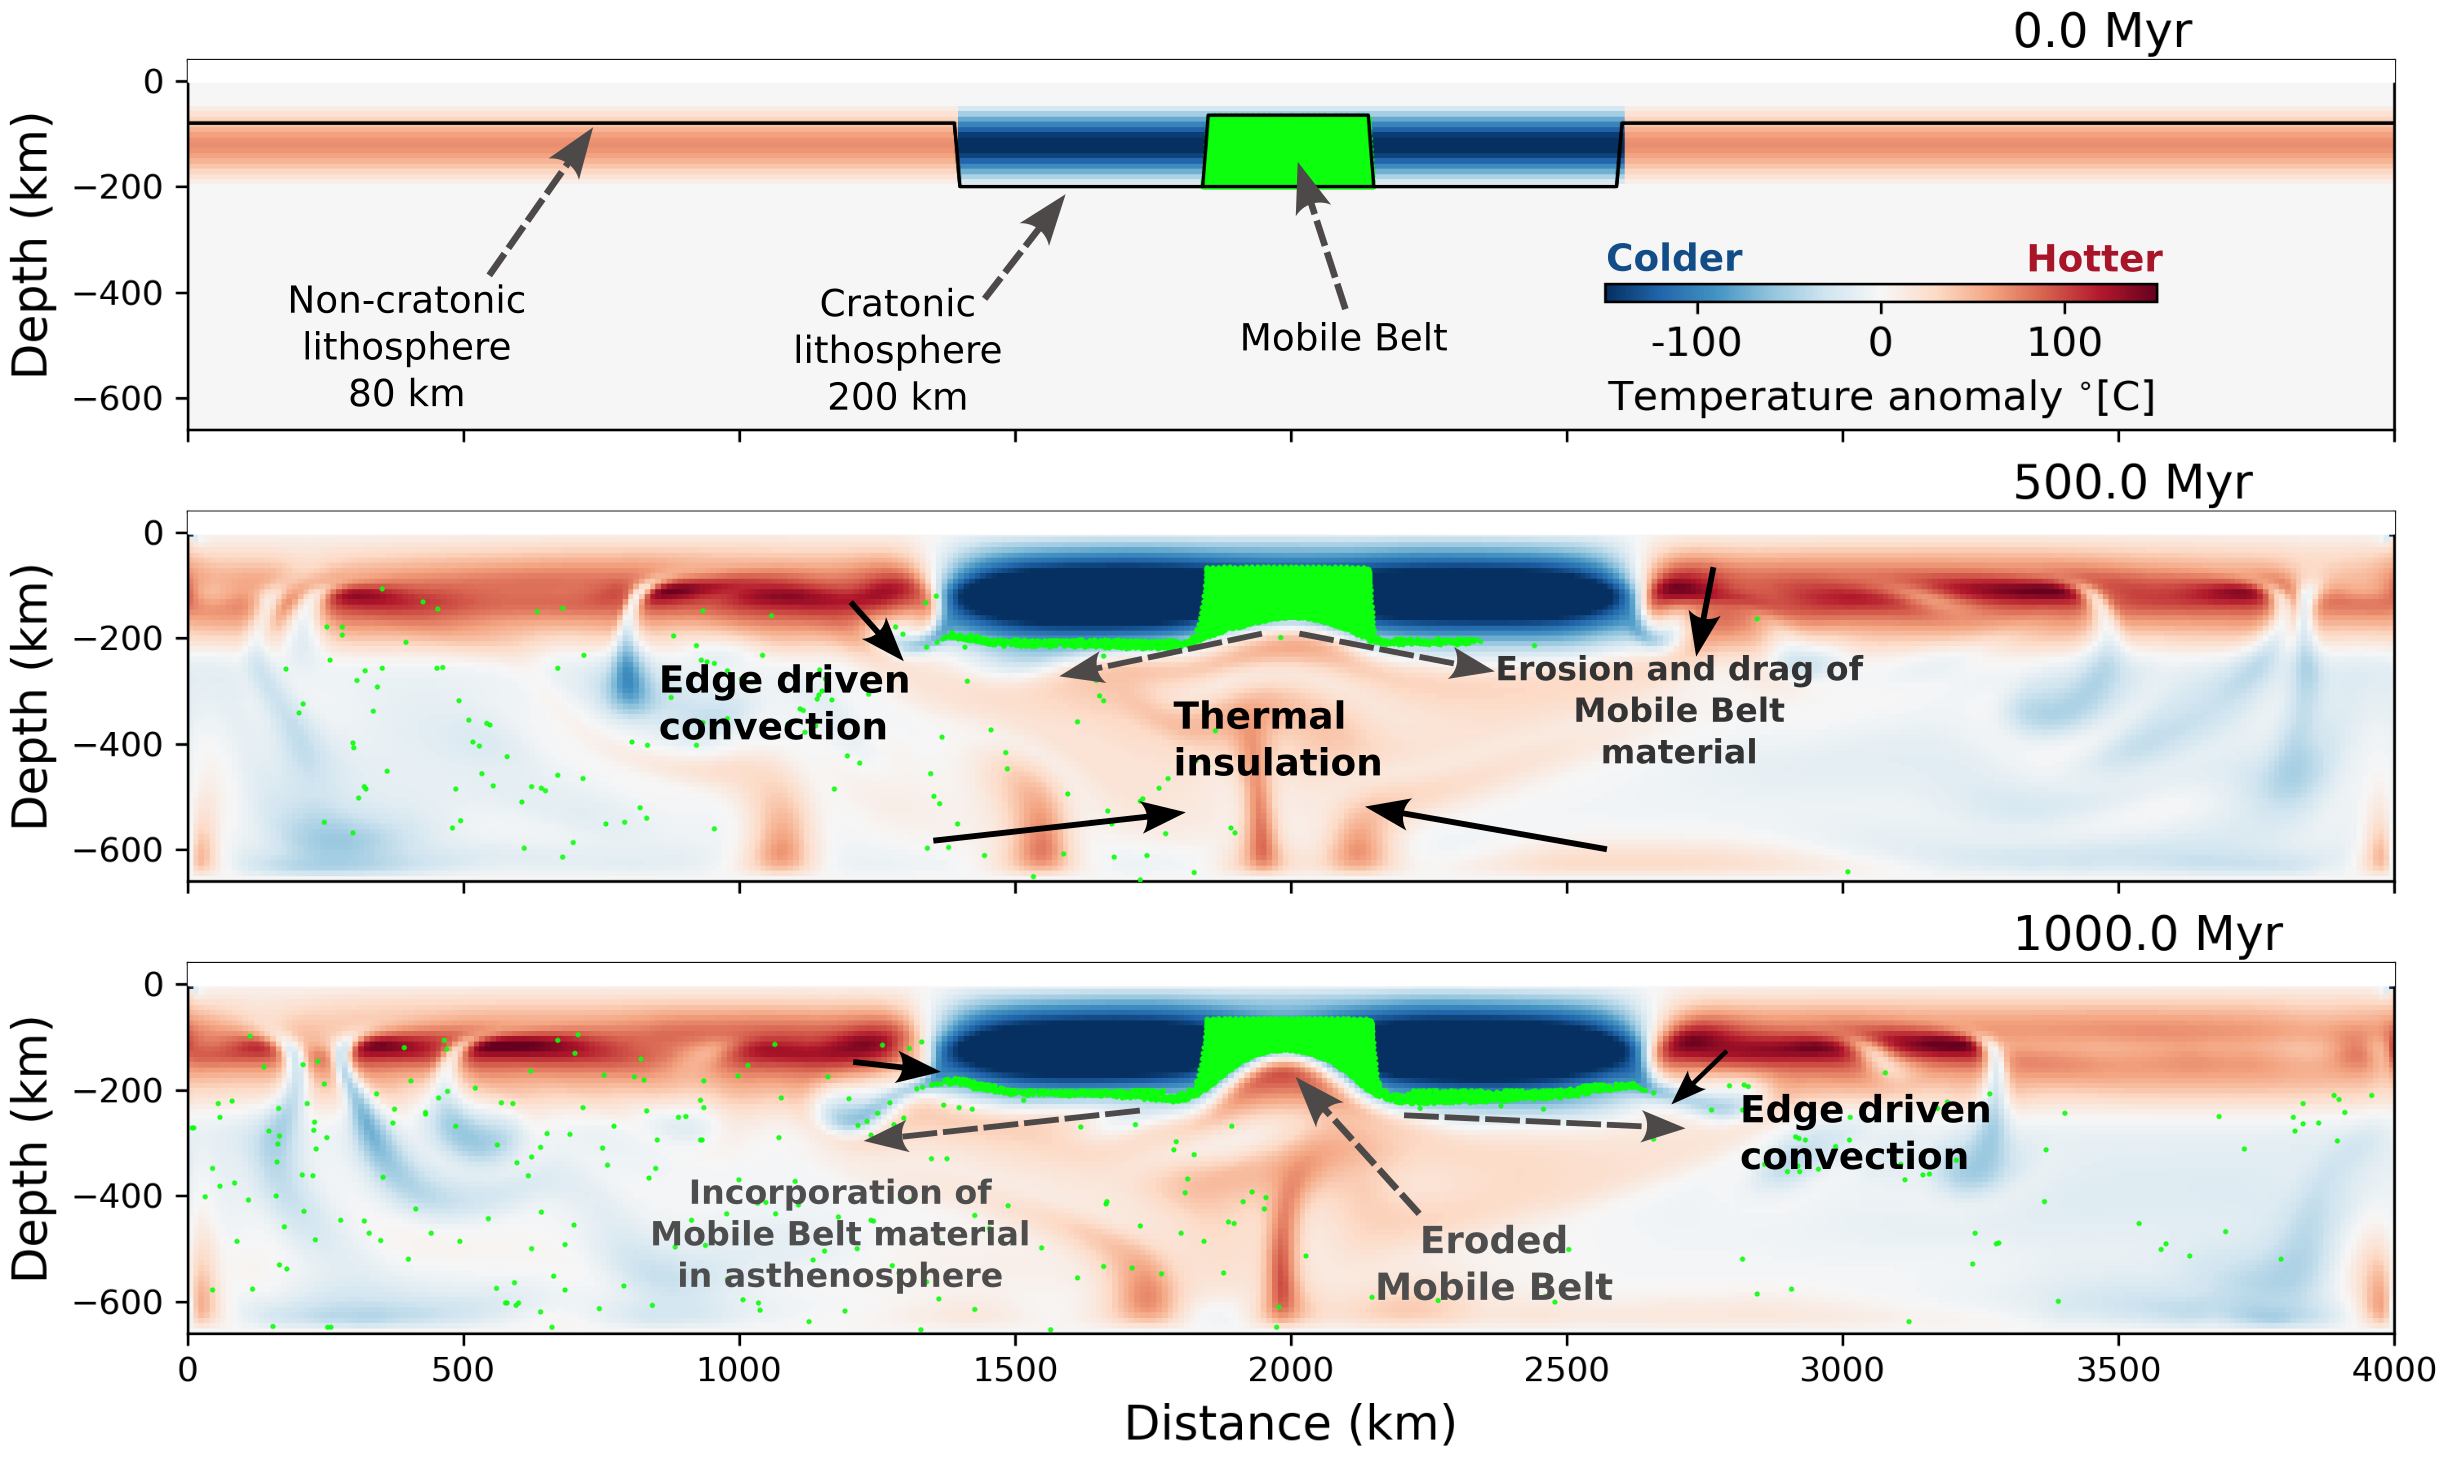 0.0 Myr
0
−200
−400
−600
Depth (km)
Non-cratonic
lithosphere
80 km
Cratonic
lithosphere
200 km
Mobile Belt
Colder
Hotter
-100
0
100
Temperature anomaly °[C]
500.0 Myr
0
−200
−400
−600
Depth (km)
Edge driven
convection
Thermal
insulation
Erosion and drag of
Mobile Belt
material
1000.0 Myr
0
−200
−400
−600
Depth (km)
Incorporation of
Mobile Belt material
in asthenosphere
Eroded
Mobile Belt
Edge driven
convection
0
500
1000
1500
2000
2500
3000
3500
4000
Distance (km)